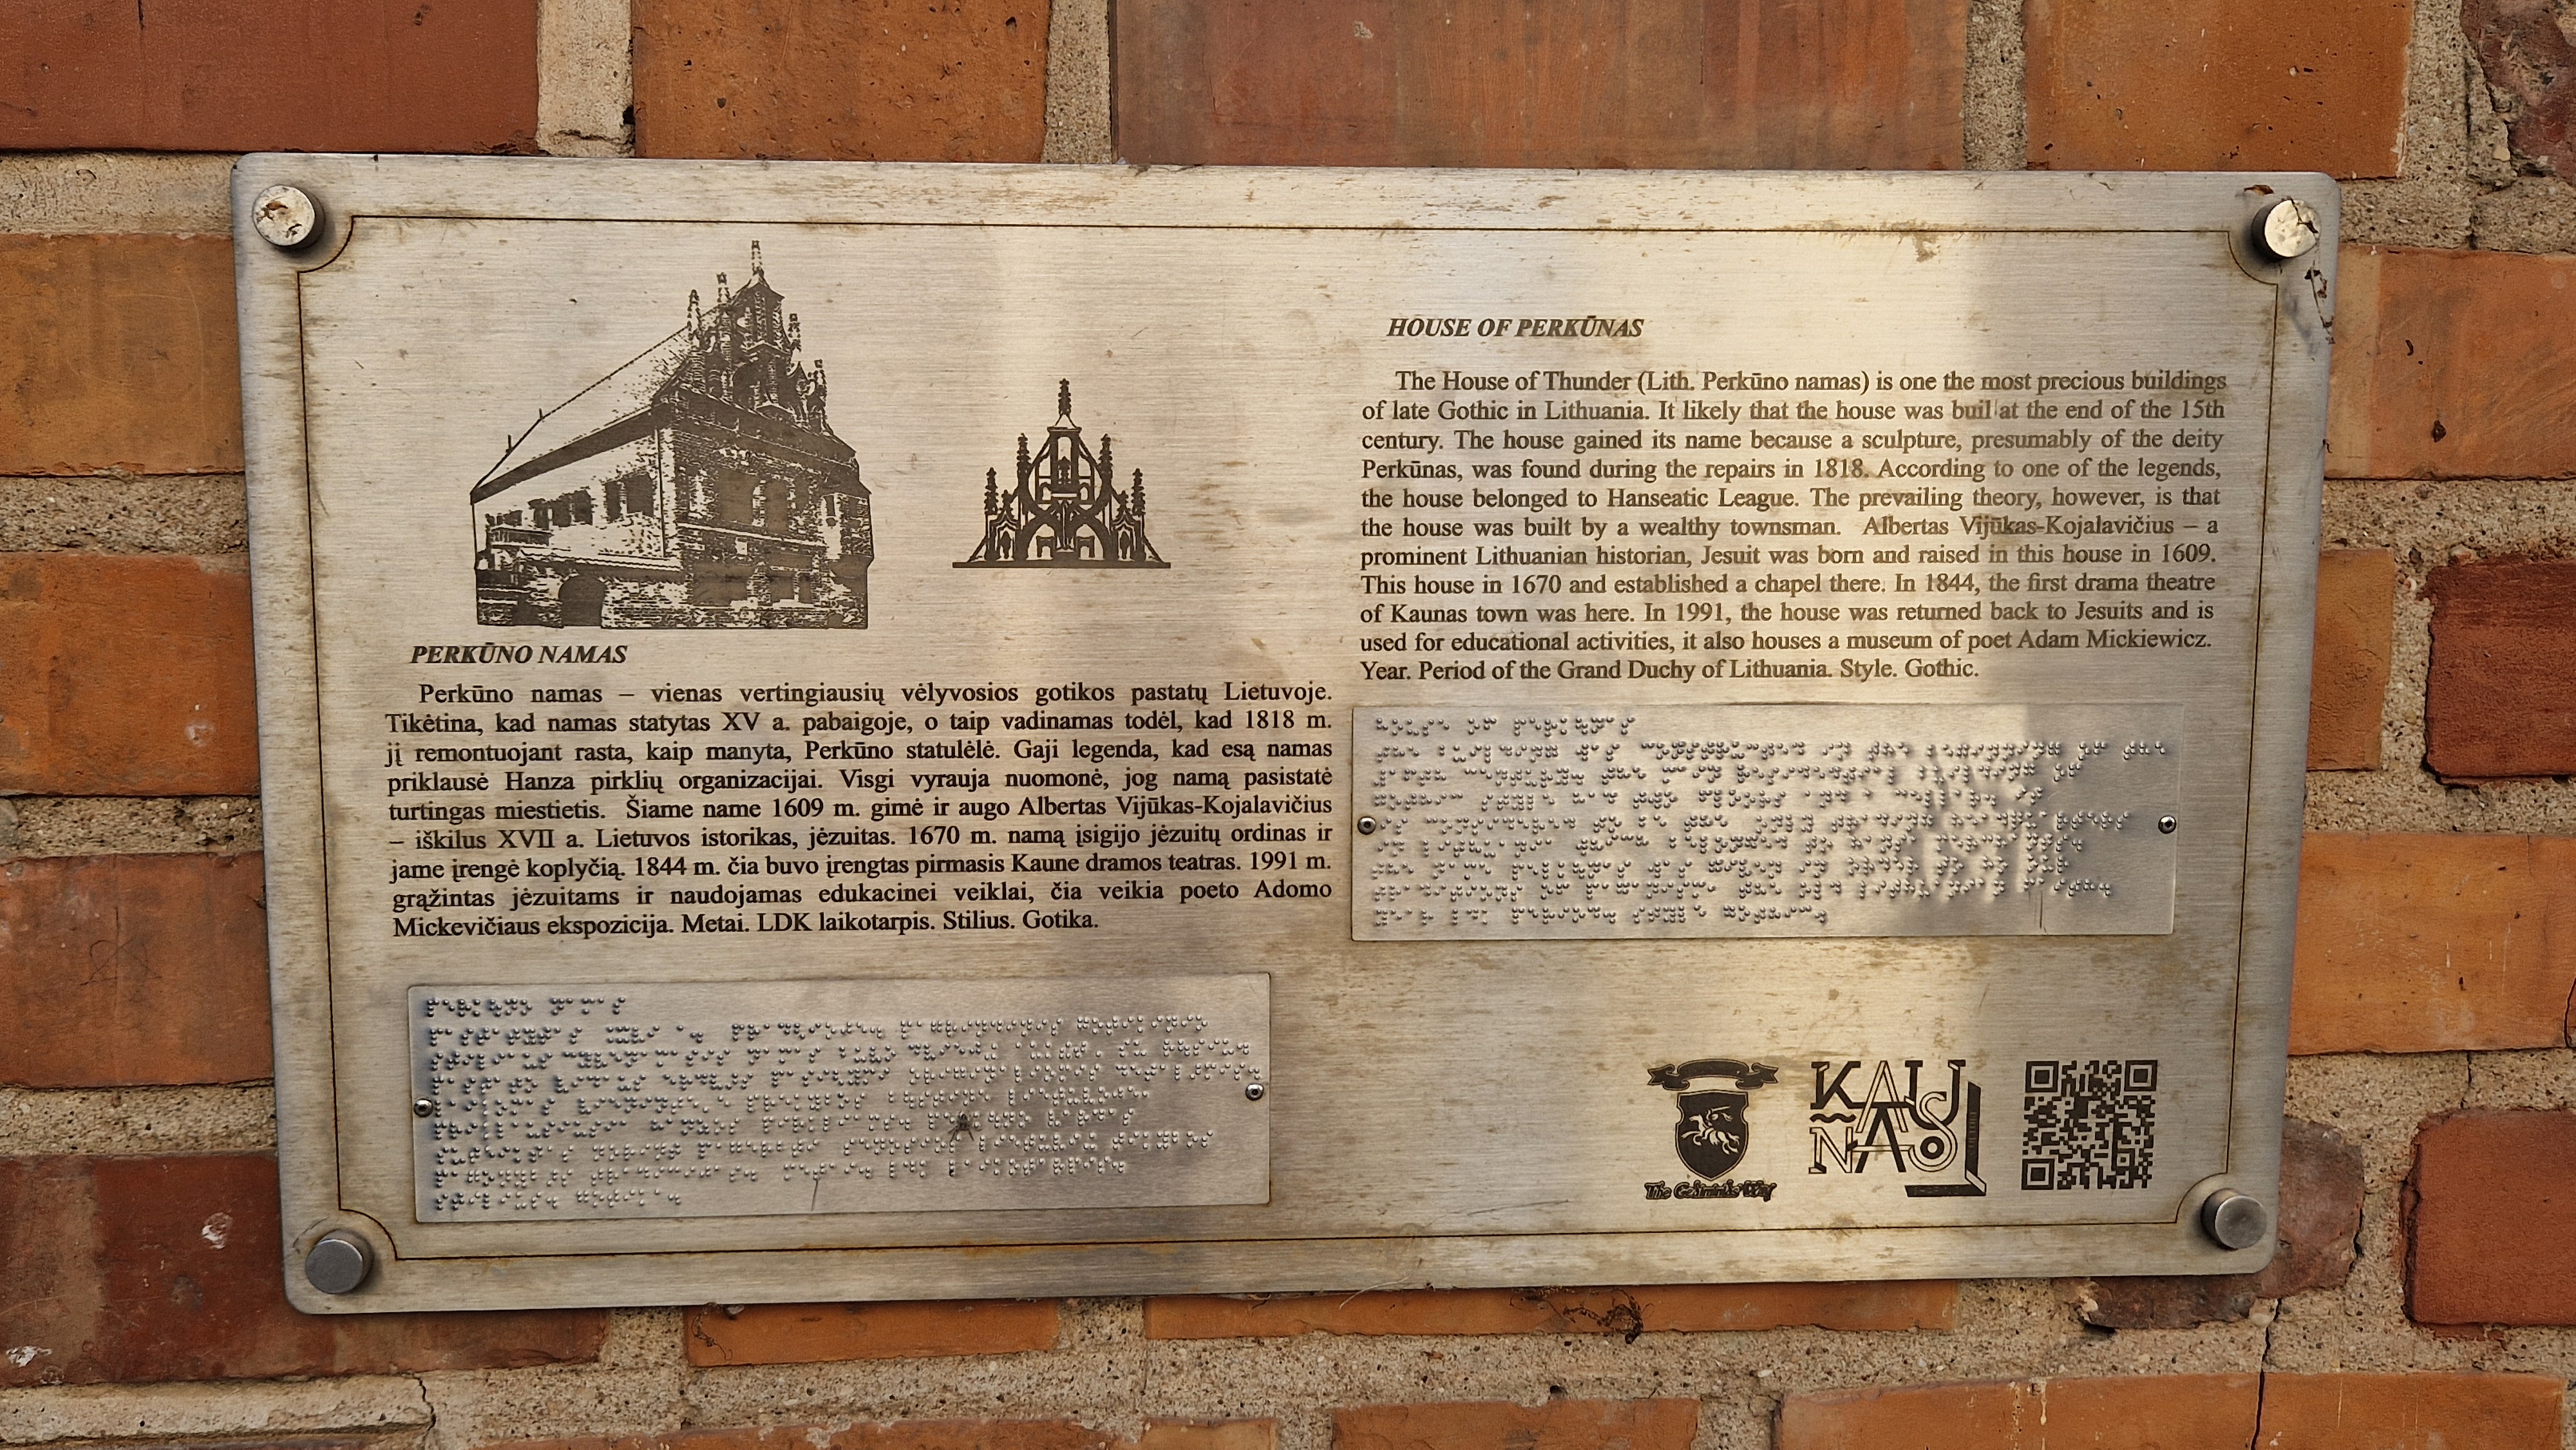 PERKŪNO NAMAS
Perkūno namas – vienas vertingiausių vėlyvosios gotikos pastatų Lietuvoje.
Tikėtina, kad namas statytas XV a. pabaigoje, o taip vadinamas todėl, kad 1818 m.
jį remontuojant rasta, kaip manyta, Perkūno statulėlė. Gaji legenda, kad esą namas
priklausė Hanza pirklių organizacijai. Visgi vyrauja nuomonė, jog namą pasistatė
turtingas miestietis. Šiame name 1609 m. gimė ir augo Albertas Vijūkas-Kojalavičius
– iškilus XVII a. Lietuvos istorikas, jėzuitas. 1670 m. namą įsigijo jėzuitų ordinas ir
jame įrengė koplyčią. 1844 m. čia buvo įrengtas pirmasis Kaune dramos teatras. 1991 m.
grąžintas jėzuitams ir naudojamas edukacinei veiklai, čia veikia poeto Adomo
Mickevičiaus ekspozicija. Metai. LDK laikotarpis. Stilius. Gotika.
HOUSE OF PERKŪNAS
The House of Thunder (Lith. Perkūno namas) is one the most precious buildings
of late Gothic in Lithuania. It likely that the house was buil at the end of the 15th
century. The house gained its name because a sculpture, presumably of the deity
Perkūnas, was found during the repairs in 1818. According to one of the legends,
the house belonged to Hanseatic League. The prevailing theory, however, is that
the house was built by a wealthy townsman. Albertas Vijūkas-Kojalavičius – a
prominent Lithuanian historian, Jesuit was born and raised in this house in 1609.
This house in 1670 and established a chapel there. In 1844, the first drama theatre
of Kaunas town was here. In 1991, the house was returned back to Jesuits and is
used for educational activities, it also houses a museum of poet Adam Mickiewicz.
Year. Period of the Grand Duchy of Lithuania. Style. Gothic.
The Gediminas Way
KAU
NAS